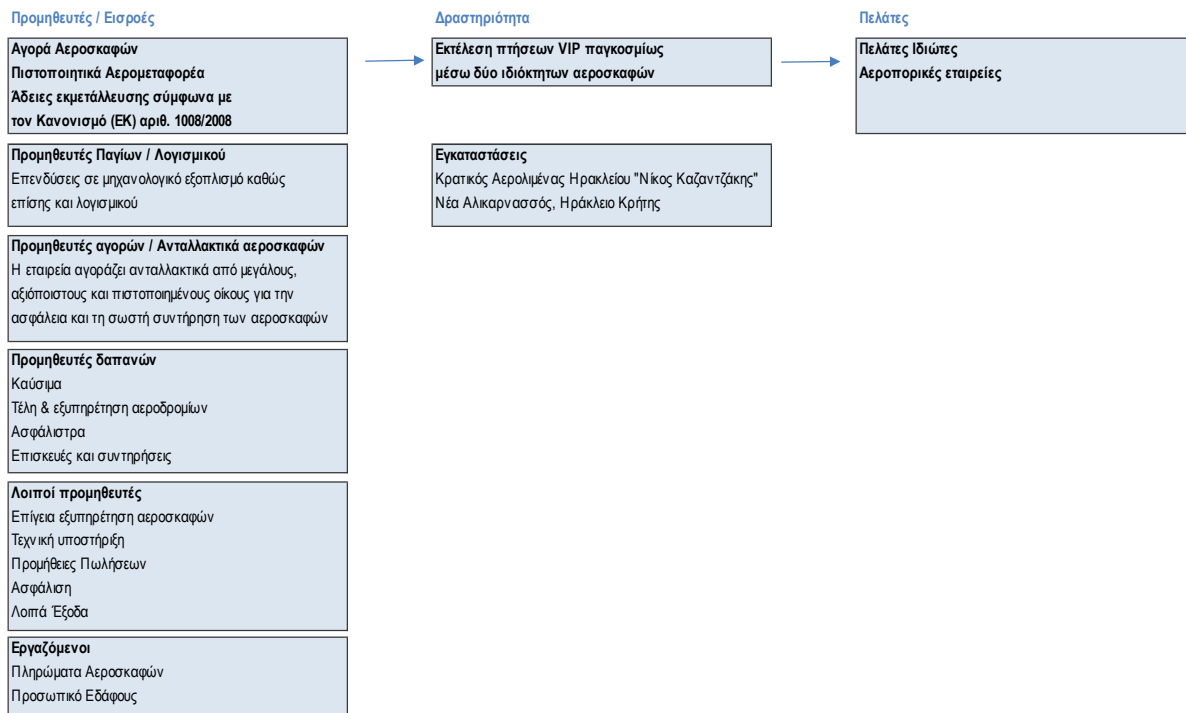 Προμηθευτές / Εισροές
Αγορά Αεροσκαφών
Πιστοποιητικά Αερομεταφορέα
Άδειες εκμετάλλευσης σύμφωνα με
τον Κανονισμό (ΕΚ) αριθ. 1008/2008
Προμηθευτές Παγίων / Λογισμικού
Επενδύσεις σε μηχανολογικό εξοπλισμό καθώς
επίσης και λογισμικού
Προμηθευτές αγορών / Ανταλλακτικά αεροσκαφών
Η εταιρεία αγοράζει ανταλλακτικά από μεγάλους,
αξιόπιστους και πιστοποιημένους οίκους για την
ασφάλεια και τη σωστή συντήρηση των αεροσκαφών
Προμηθευτές δαπανών
Καύσιμα
Τέλη & εξυπηρέτηση αεροδρομίων
Ασφάλιστρα
Επισκευές και συντηρήσεις
Λοιποί προμηθευτές
Επίγεια εξυπηρέτηση αεροσκαφών
Τεχνική υποστήριξη
Προμήθειες Πωλήσεων
Ασφάλιση
Λοιπά Έξοδα
Εργαζόμενοι
Πληρώματα Αεροσκαφών
Προσωπικό Εδάφους
Δραστηριότητα
Εκτέλεση πτήσεων VIP παγκοσμίως
μέσω δύο ιδιόκτητων αεροσκαφών
Εγκαταστάσεις
Κρατικός Αερολιμένας Ηρακλείου "Νίκος Καζαντζάκης"
Νέα Αλικαρνασσός, Ηράκλειο Κρήτης
Πελάτες
Πελάτες Ιδιώτες
Αεροπορικές εταιρείες